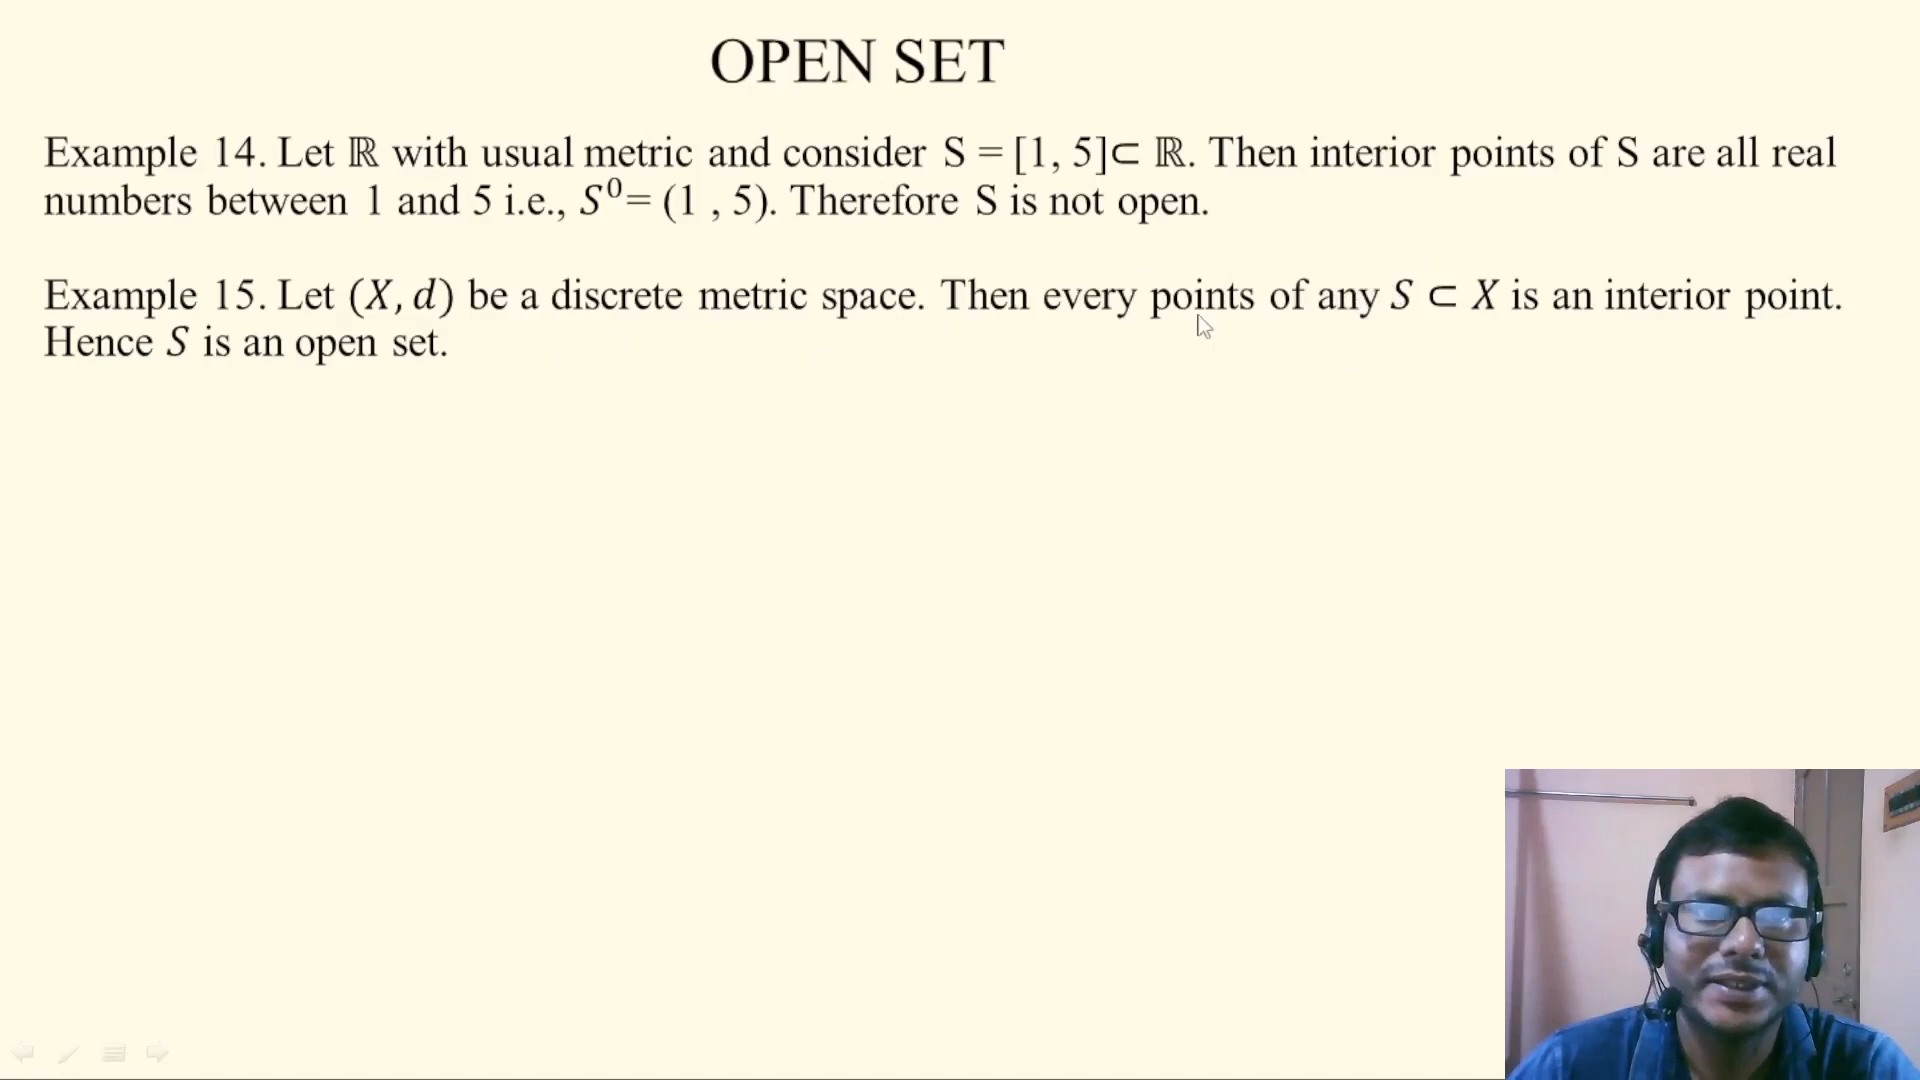 OPEN SET
Example 14. Let ℝ with usual metric and consider S = [1, 5]⊂ ℝ. Then interior points of S are all real
numbers between 1 and 5 i.e., S⁰= (1 , 5). Therefore S is not open.
Example 15. Let (X, d) be a discrete metric space. Then every points of any S ⊂ X is an interior point.
Hence S is an open set.